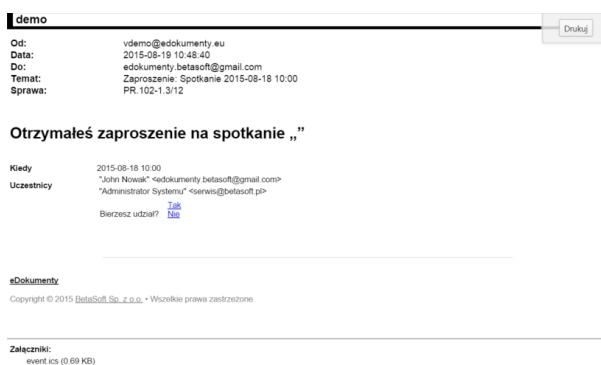 demo
Drukuj
Od: vdemo@edokumenty.eu
Data: 2015-08-19 10:48:40
Do: edokumenty.betasoft@gmail.com
Temat: Zaproszenie: Spotkanie 2015-08-18 10:00
Sprawa: PR.102-1.3/12
Otrzymałeś zaproszenie na spotkanie „”
Kiedy 2015-08-18 10:00
Uczestnicy "John Nowak" <edokumenty.betasoft@gmail.com>
"Administrator Systemu" <serwis@betasoft.pl>
Bierzesz udział? Tak
Nie
eDokumenty
Copyright © 2015 BetaSoft Sp. z o.o. • Wszelkie prawa zastrzeżone.
Załączniki:
event.ics (0.69 KB)